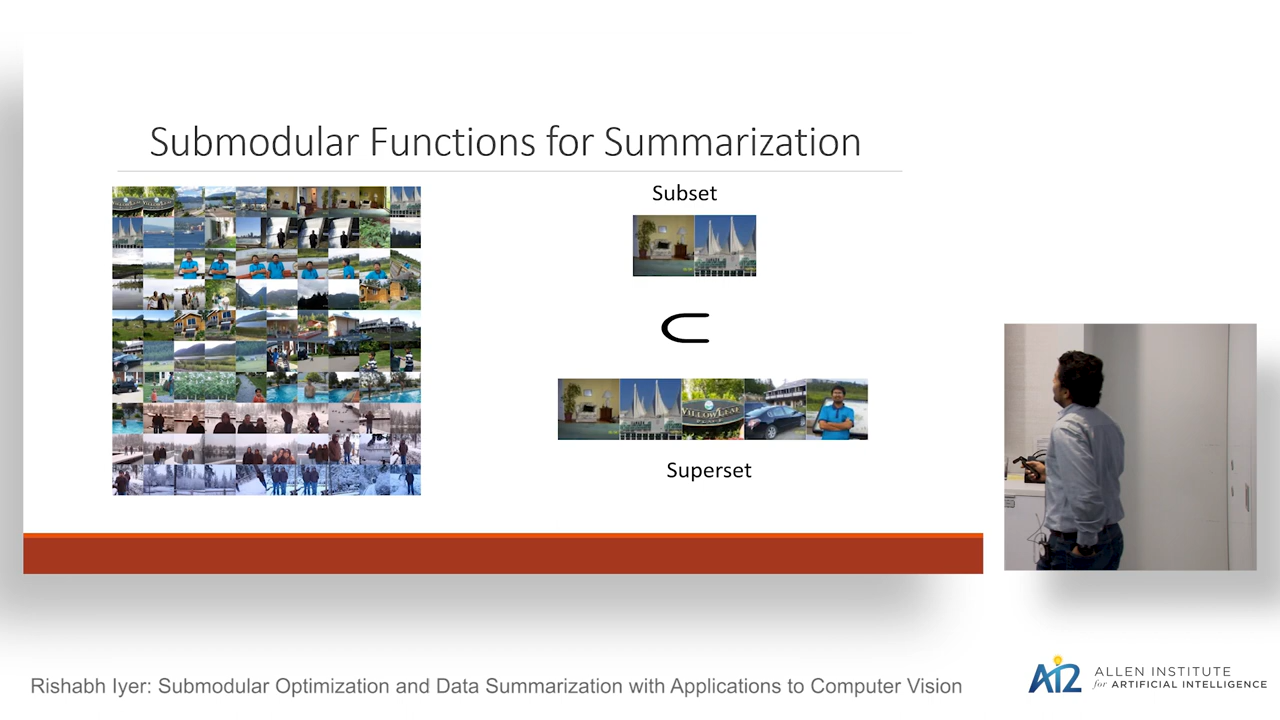 Submodular Functions for Summarization
Subset
⊂
Superset
Rishabh Iyer: Submodular Optimization and Data Summarization with Applications to Computer Vision
AI2
ALLEN INSTITUTE
for ARTIFICIAL INTELLIGENCE